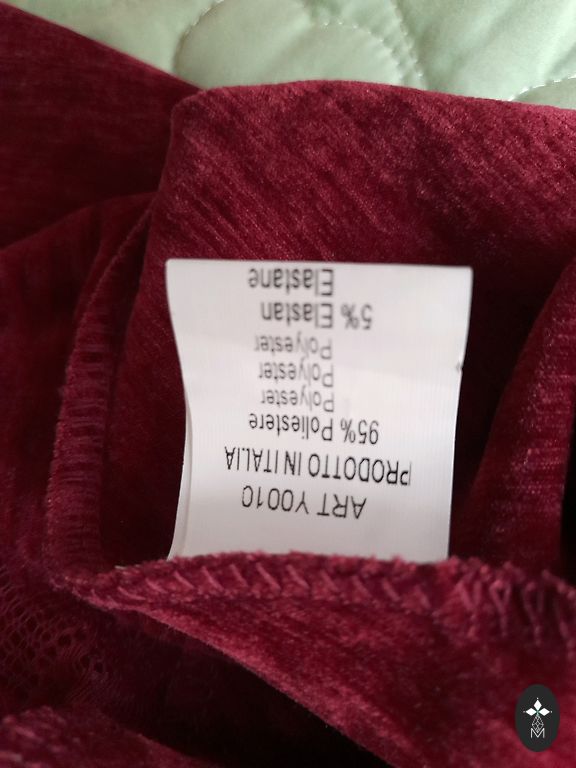 ART Y0010
PRODOTTO IN ITALIA
95% Poliestere
Polyester
Polyester
Polyester
5% Elastan
Elastane